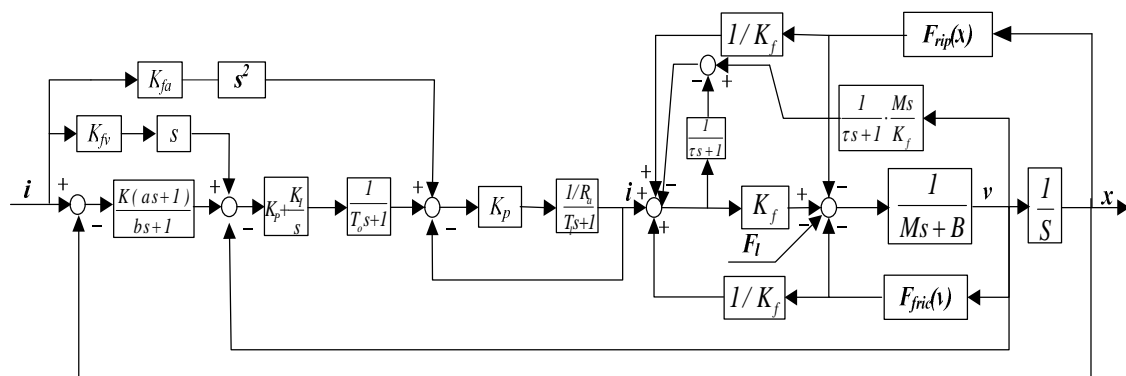 1/K_f
F_rip(x)
K_fa
s²
− +
1/(τs+1) · Ms/K_f
K_fv
s
1/(τs+1)
i
+ −
K(as+1)/(bs+1)
+ + −
K_P+K_I/s
1/(T_o s+1)
+ + −
K_p
(1/R_a)/(T_l s+1)
i
+ + − +
K_f
+ − − −
F_l
1/(Ms+B)
v
1/S
x
1/K_f
F_fric(v)